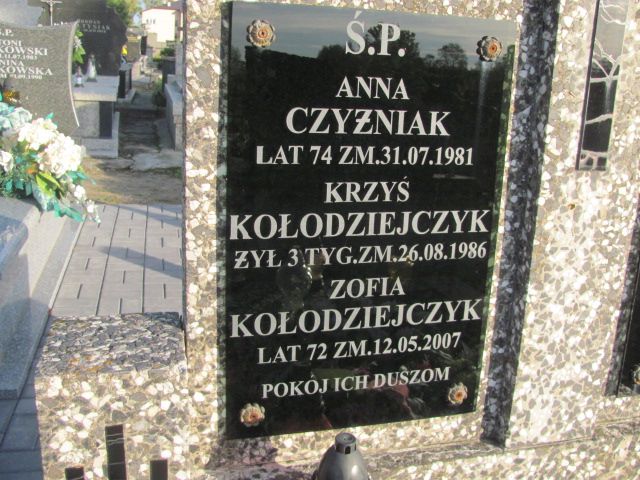 Ś.P.
ANNA
CZYŻNIAK
LAT 74 ZM.31.07.1981
KRZYŚ
KOŁODZIEJCZYK
ŻYŁ 3 TYG.ZM.26.08.1986
ZOFIA
KOŁODZIEJCZYK
LAT 72 ZM.12.05.2007
POKÓJ ICH DUSZOM
Ś.P.